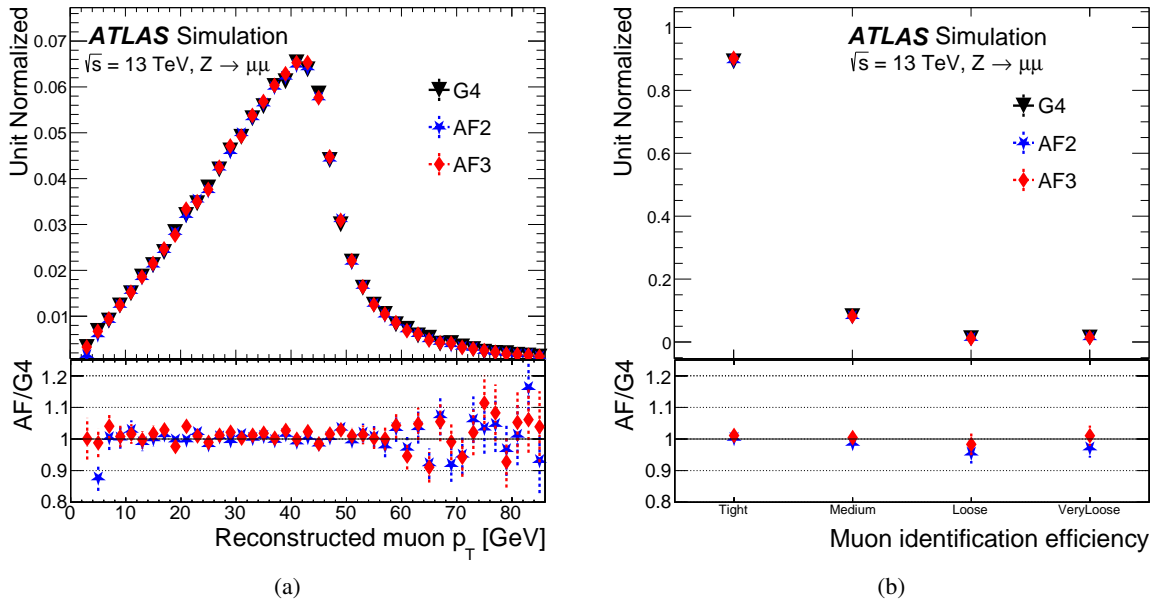 ATLAS Simulation
√s = 13 TeV, Z → μμ
G4
AF2
AF3
Unit Normalized
0.07
0.06
0.05
0.04
0.03
0.02
0.01
AF/G4
1.2
1.1
1
0.9
0.8
0 10 20 30 40 50 60 70 80
Reconstructed muon p_T [GeV]
(a)
ATLAS Simulation
√s = 13 TeV, Z → μμ
G4
AF2
AF3
Unit Normalized
1
0.8
0.6
0.4
0.2
0
AF/G4
1.2
1.1
1
0.9
0.8
Tight Medium Loose VeryLoose
Muon identification efficiency
(b)